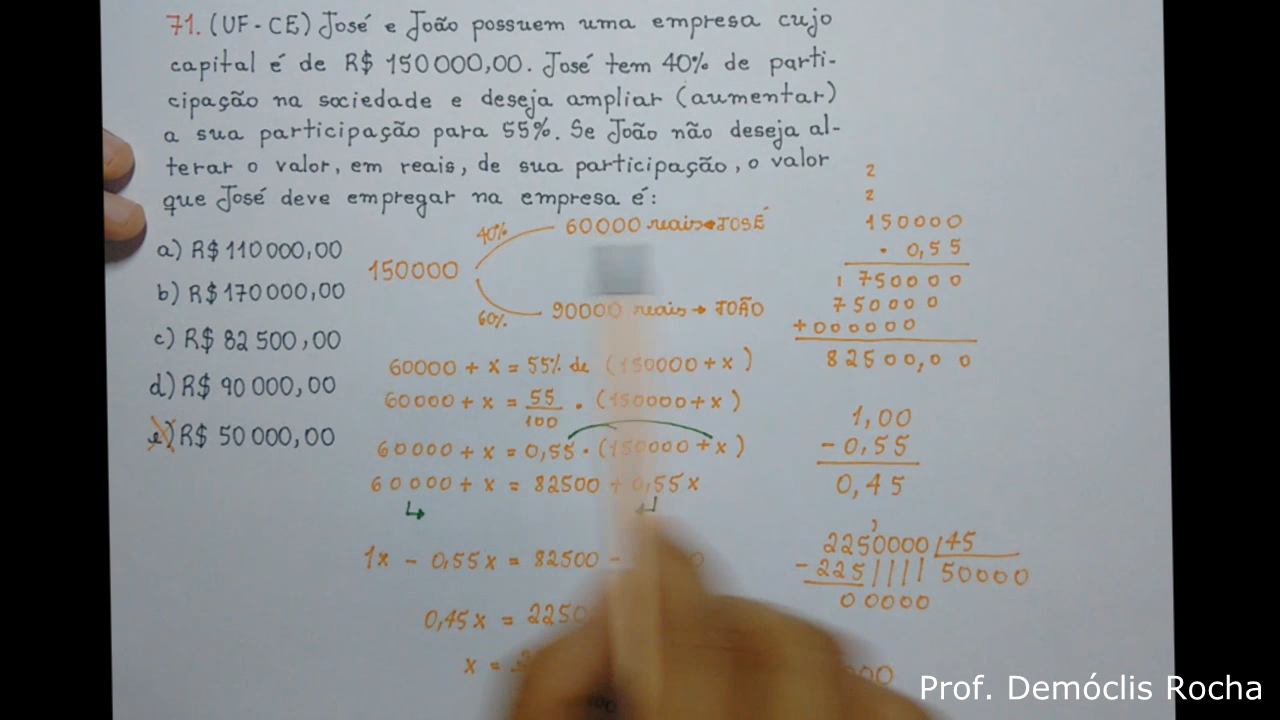 71. (UF-CE) José e João possuem uma empresa cujo
capital é de R$ 150000,00. José tem 40% de parti-
cipação na sociedade e deseja ampliar (aumentar)
a sua participação para 55%. Se João não deseja al-
terar o valor, em reais, de sua participação, o valor
que José deve empregar na empresa é:
a) R$ 110000,00
b) R$ 170000,00
c) R$ 82500,00
d) R$ 90000,00
e) R$ 50000,00
40% 60000 reais JOSÉ
150000
60% 90000 reais → JOÃO
60000 + x = 55% de (150000 + x)
60000 + x = 55/100 . (150000 + x)
60000 + x = 0,55 . (150000 + x)
60000 + x = 82500 + 0,55x
1x - 0,55x = 82500 -
0,45x =
x =
2
2
150000
. 0,55
1750000
750000
+000000
82500,00
1,00
- 0,55
0,45
2250000 45
- 225 50000
00000
Prof. Demóclis Rocha